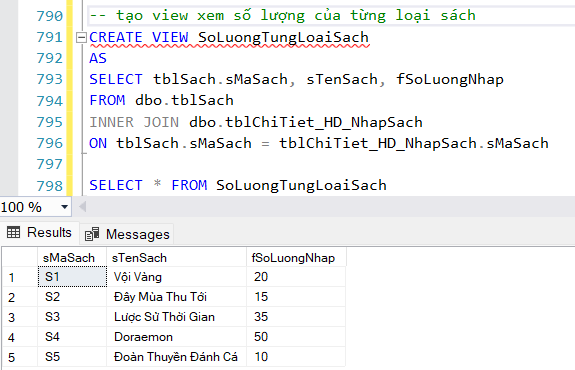 790 -- tạo view xem số lượng của từng loại sách
791 CREATE VIEW SoLuongTungLoaiSach
792 AS
793 SELECT tblSach.sMaSach, sTenSach, fSoLuongNhap
794 FROM dbo.tblSach
795 INNER JOIN dbo.tblChiTiet_HD_NhapSach
796 ON tblSach.sMaSach = tblChiTiet_HD_NhapSach.sMaSach
797
798 SELECT * FROM SoLuongTungLoaiSach
100 %
Results Messages
sMaSach sTenSach fSoLuongNhap
1 S1 Vội Vàng 20
2 S2 Đây Mùa Thu Tới 15
3 S3 Lược Sử Thời Gian 35
4 S4 Doraemon 50
5 S5 Đoàn Thuyền Đánh Cá 10